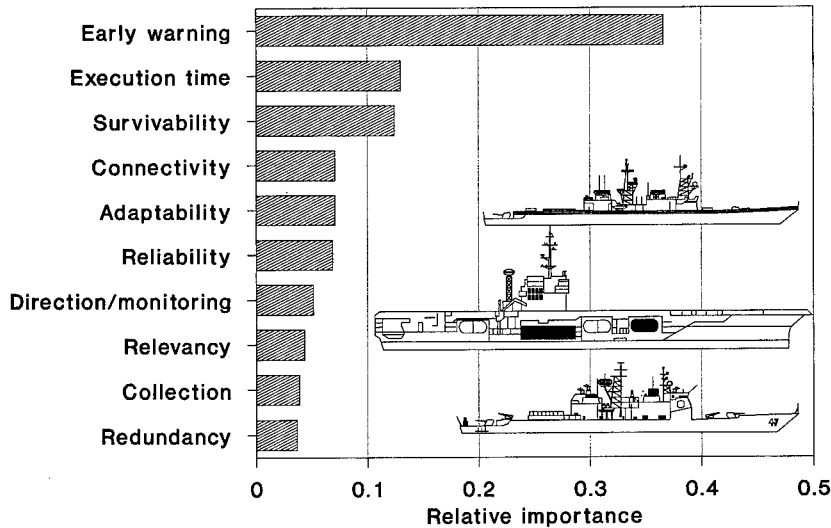 Early warning
Execution time
Survivability
Connectivity
Adaptability
Reliability
Direction/monitoring
Relevancy
Collection
Redundancy
47
0 0.1 0.2 0.3 0.4 0.5
Relative importance